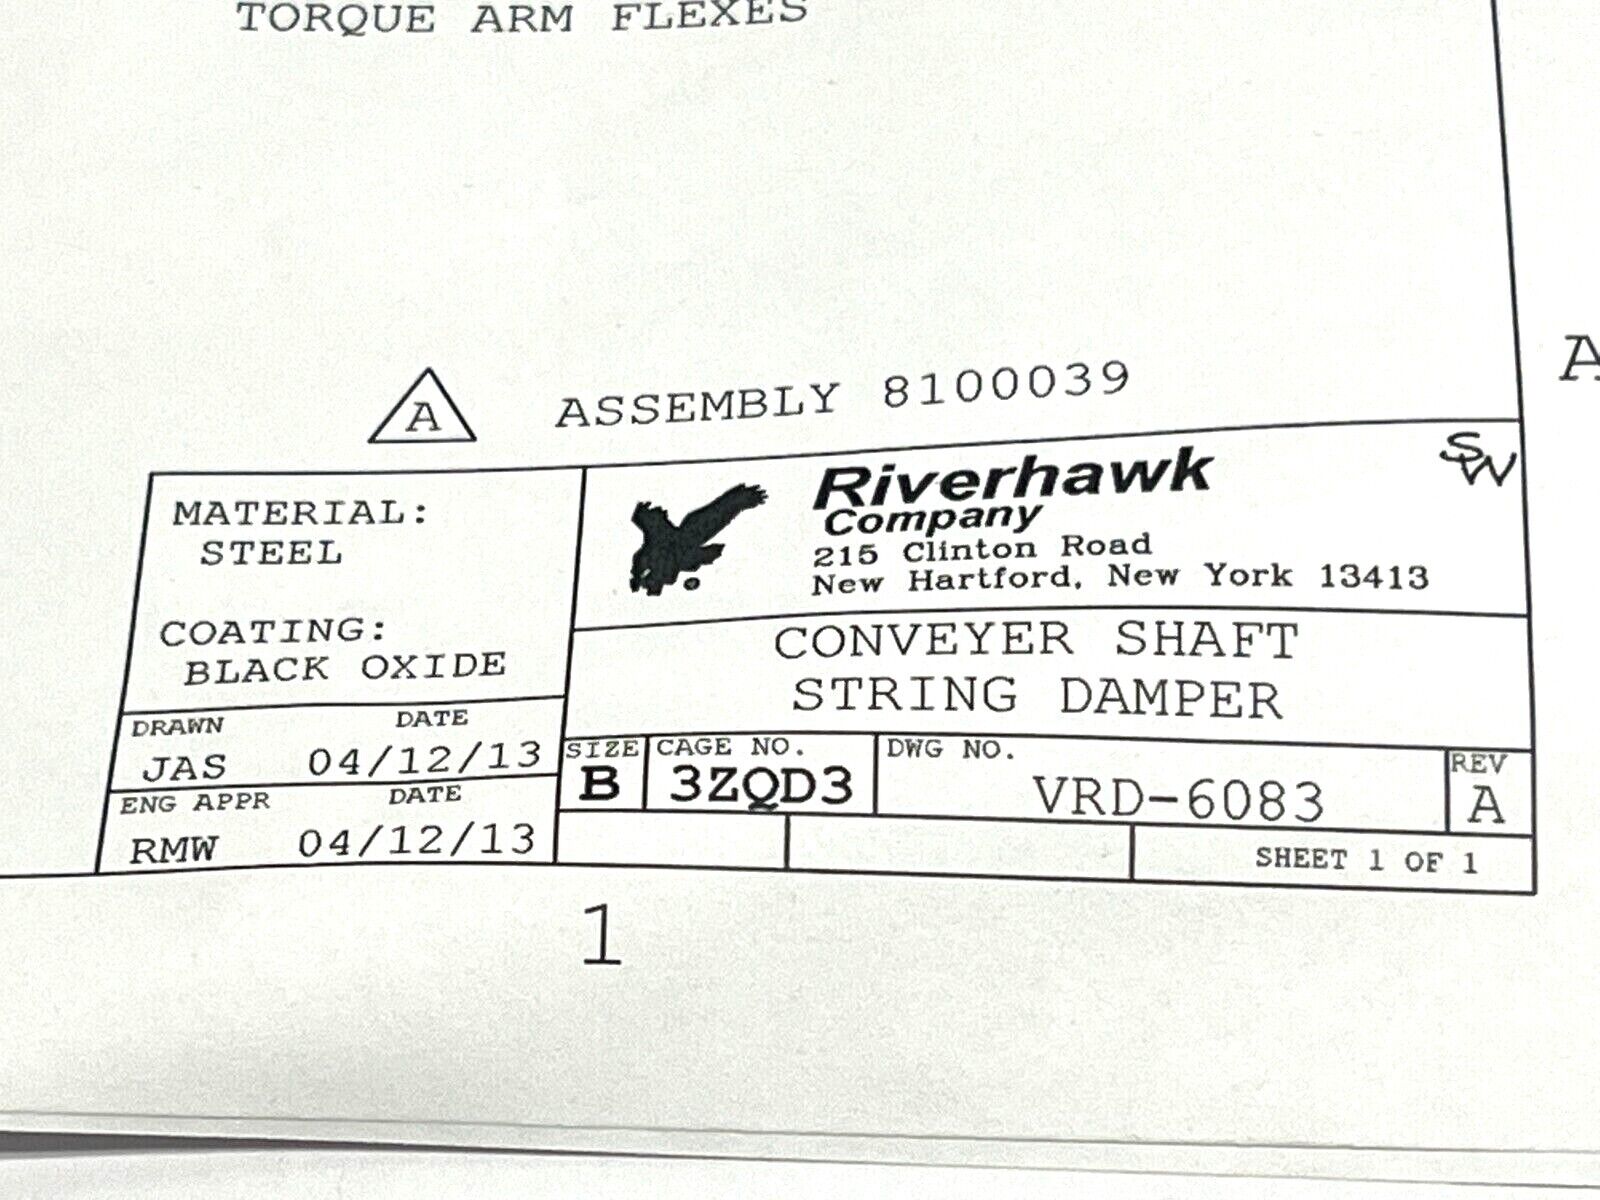 TORQUE ARM FLEXES
A ASSEMBLY 8100039
A
MATERIAL:
STEEL
COATING:
BLACK OXIDE
DRAWN DATE
JAS 04/12/13
ENG APPR DATE
RMW 04/12/13
Riverhawk
Company
215 Clinton Road
New Hartford, New York 13413
SW
CONVEYER SHAFT
STRING DAMPER
SIZE CAGE NO. DWG NO. REV
B 3ZQD3 VRD-6083 A
SHEET 1 OF 1
1